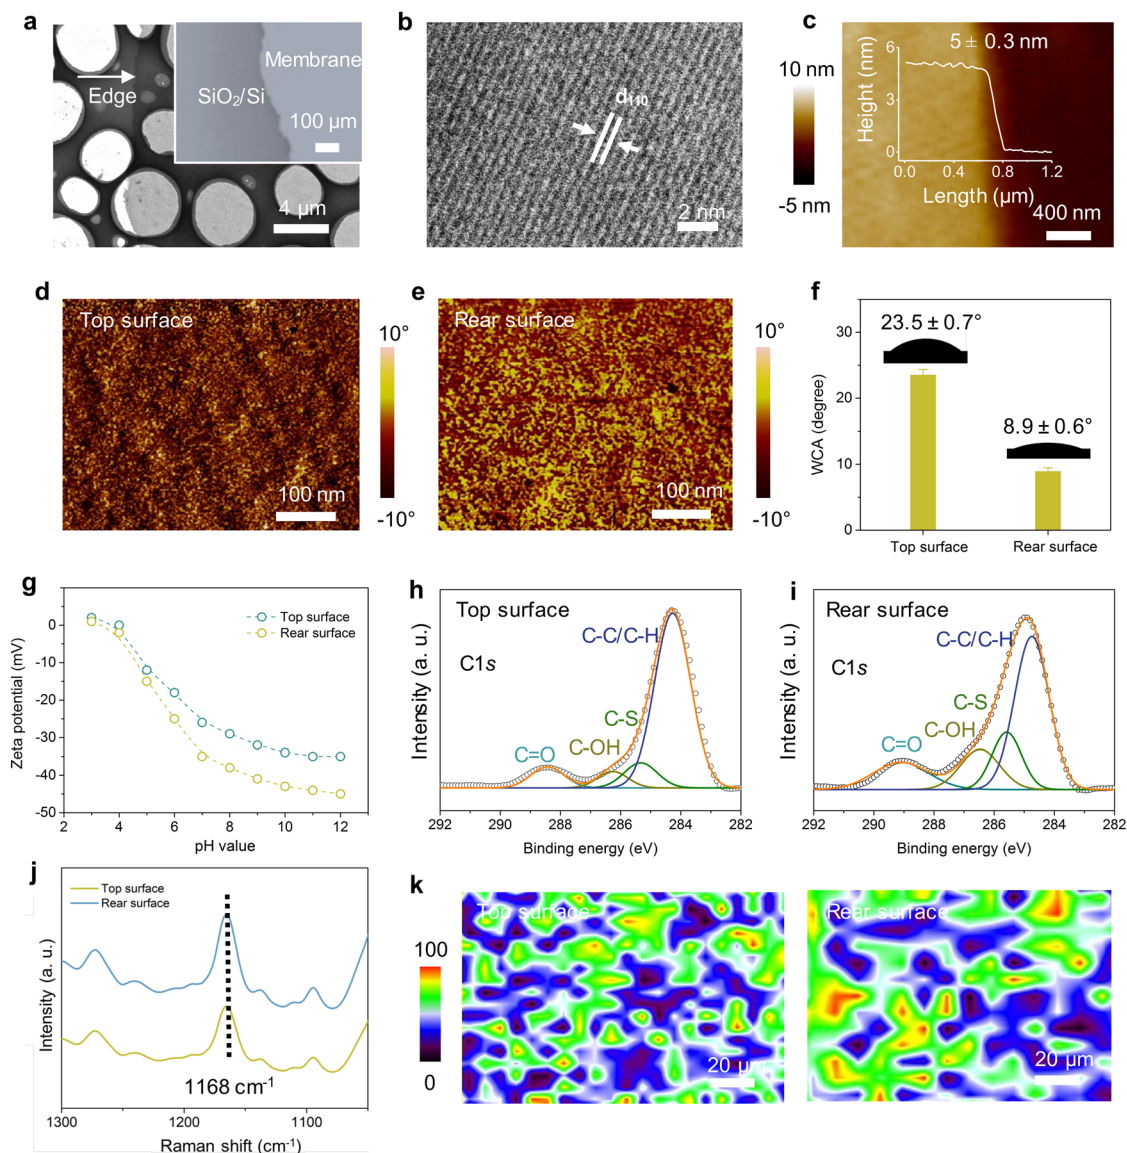 a
Edge
SiO₂/Si
Membrane
100 µm
4 µm
b
d₁₁₀
2 nm
c
10 nm
-5 nm
5 ± 0.3 nm
Height (nm)
6
3
0
0.0 0.4 0.8 1.2
Length (µm)
400 nm
d
Top surface
100 nm
10°
-10°
e
Rear surface
100 nm
10°
-10°
f
WCA (degree)
30
20
10
0
23.5 ± 0.7°
8.9 ± 0.6°
Top surface Rear surface
g
Zeta potential (mV)
0
-10
-20
-30
-40
-50
2 4 6 8 10 12
pH value
Top surface
Rear surface
h
Top surface
C1s
C-C/C-H
C-S
C-OH
C=O
Intensity (a. u.)
292 290 288 286 284 282
Binding energy (eV)
i
Rear surface
C1s
C-C/C-H
C-S
C-OH
C=O
Intensity (a. u.)
292 290 288 286 284 282
Binding energy (eV)
j
Top surface
Rear surface
Intensity (a. u.)
1168 cm⁻¹
1300 1200 1100
Raman shift (cm⁻¹)
k
100
0
Top surface
20 µm
Rear surface
20 µm